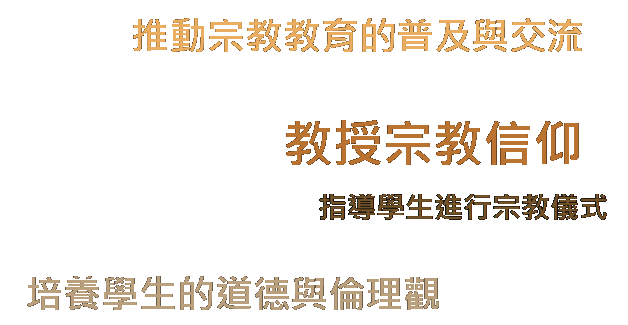 推動宗教教育的普及與交流
教授宗教信仰
指導學生進行宗教儀式
培養學生的道德與倫理觀